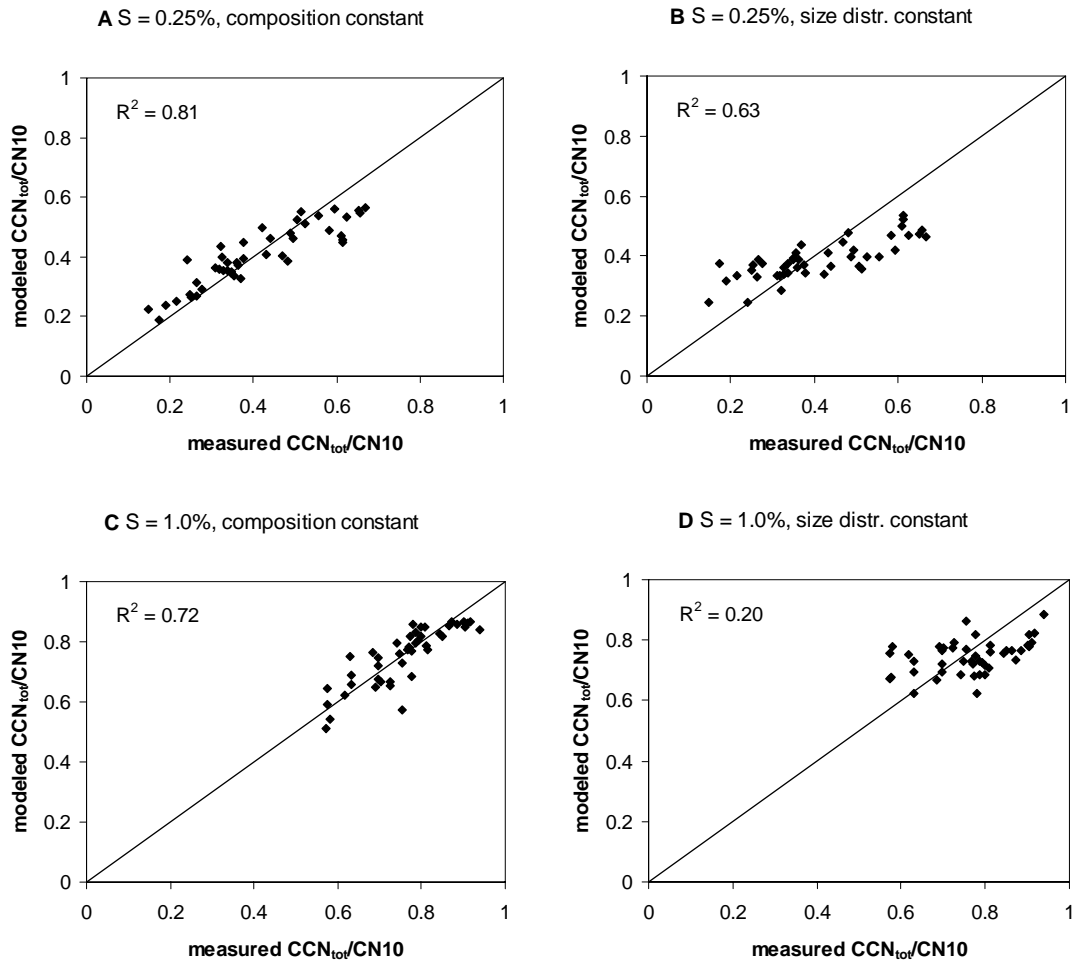 A S = 0.25%, composition constant
R² = 0.81
modeled CCNtot/CN10
1
0.8
0.6
0.4
0.2
0
0 0.2 0.4 0.6 0.8 1
measured CCNtot/CN10
B S = 0.25%, size distr. constant
R² = 0.63
modeled CCNtot/CN10
1
0.8
0.6
0.4
0.2
0
0 0.2 0.4 0.6 0.8 1
measured CCNtot/CN10
C S = 1.0%, composition constant
R² = 0.72
modeled CCNtot/CN10
1
0.8
0.6
0.4
0.2
0
0 0.2 0.4 0.6 0.8 1
measured CCNtot/CN10
D S = 1.0%, size distr. constant
R² = 0.20
modeled CCNtot/CN10
1
0.8
0.6
0.4
0.2
0
0 0.2 0.4 0.6 0.8 1
measured CCNtot/CN10